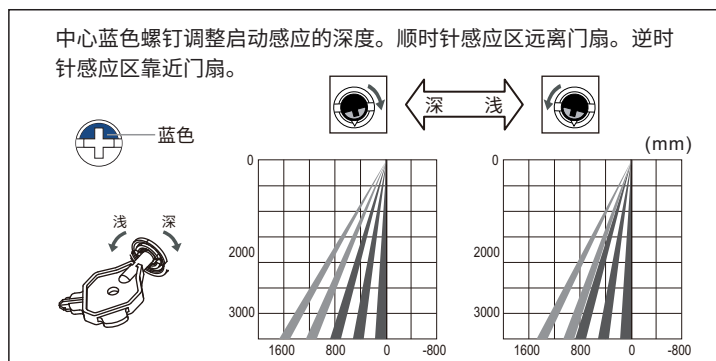 中心蓝色螺钉调整启动感应的深度。顺时针感应区远离门扇。逆时
针感应区靠近门扇。
深 浅
蓝色
(mm)
浅 深
0
2000
3000
1600 800 0 -800
0
2000
3000
1600 800 0 -800